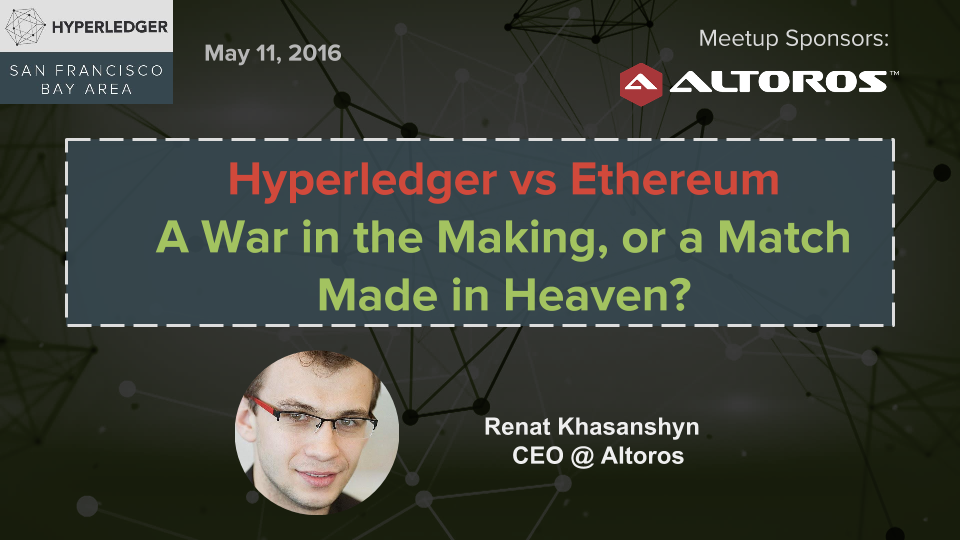 HYPERLEDGER
SAN FRANCISCO
BAY AREA
May 11, 2016
Meetup Sponsors:
ALTOROS™
Hyperledger vs Ethereum
A War in the Making, or a Match
Made in Heaven?
Renat Khasanshyn
CEO @ Altoros